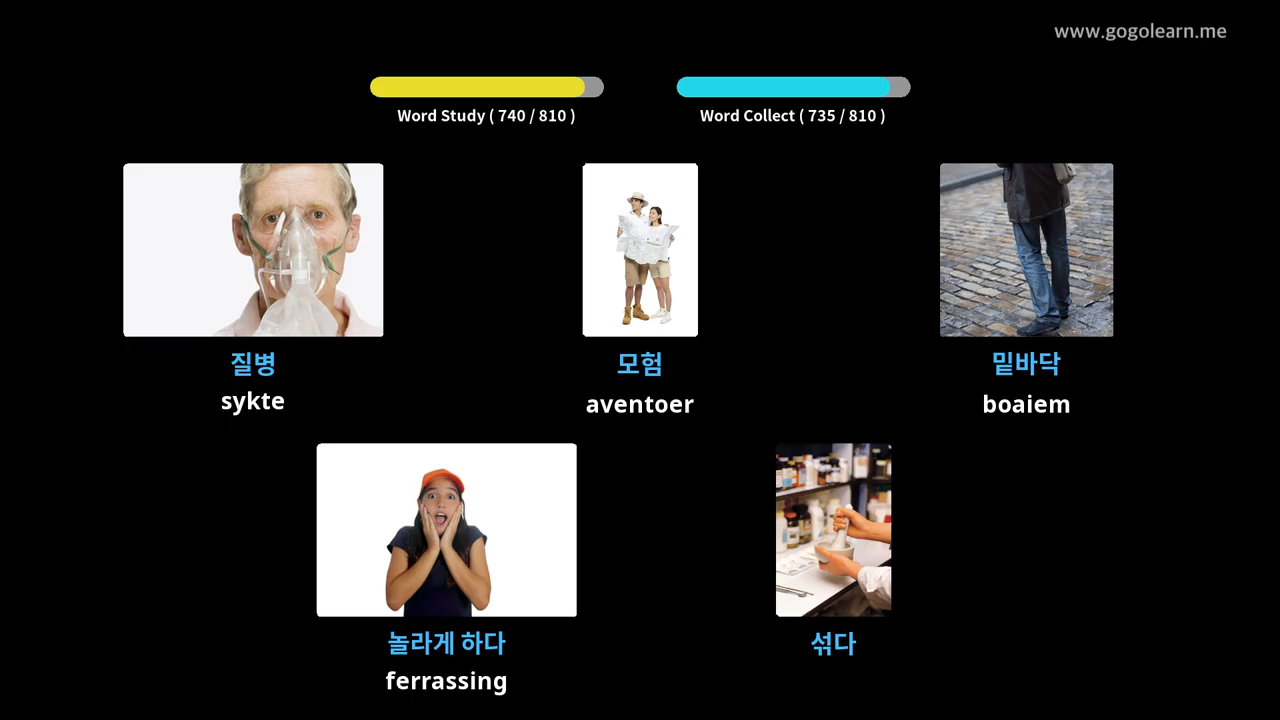 www.gogolearn.me
Word Study ( 740 / 810 )
Word Collect ( 735 / 810 )
질병
sykte
모험
aventoer
밑바닥
boaiem
놀라게 하다
ferrassing
섞다